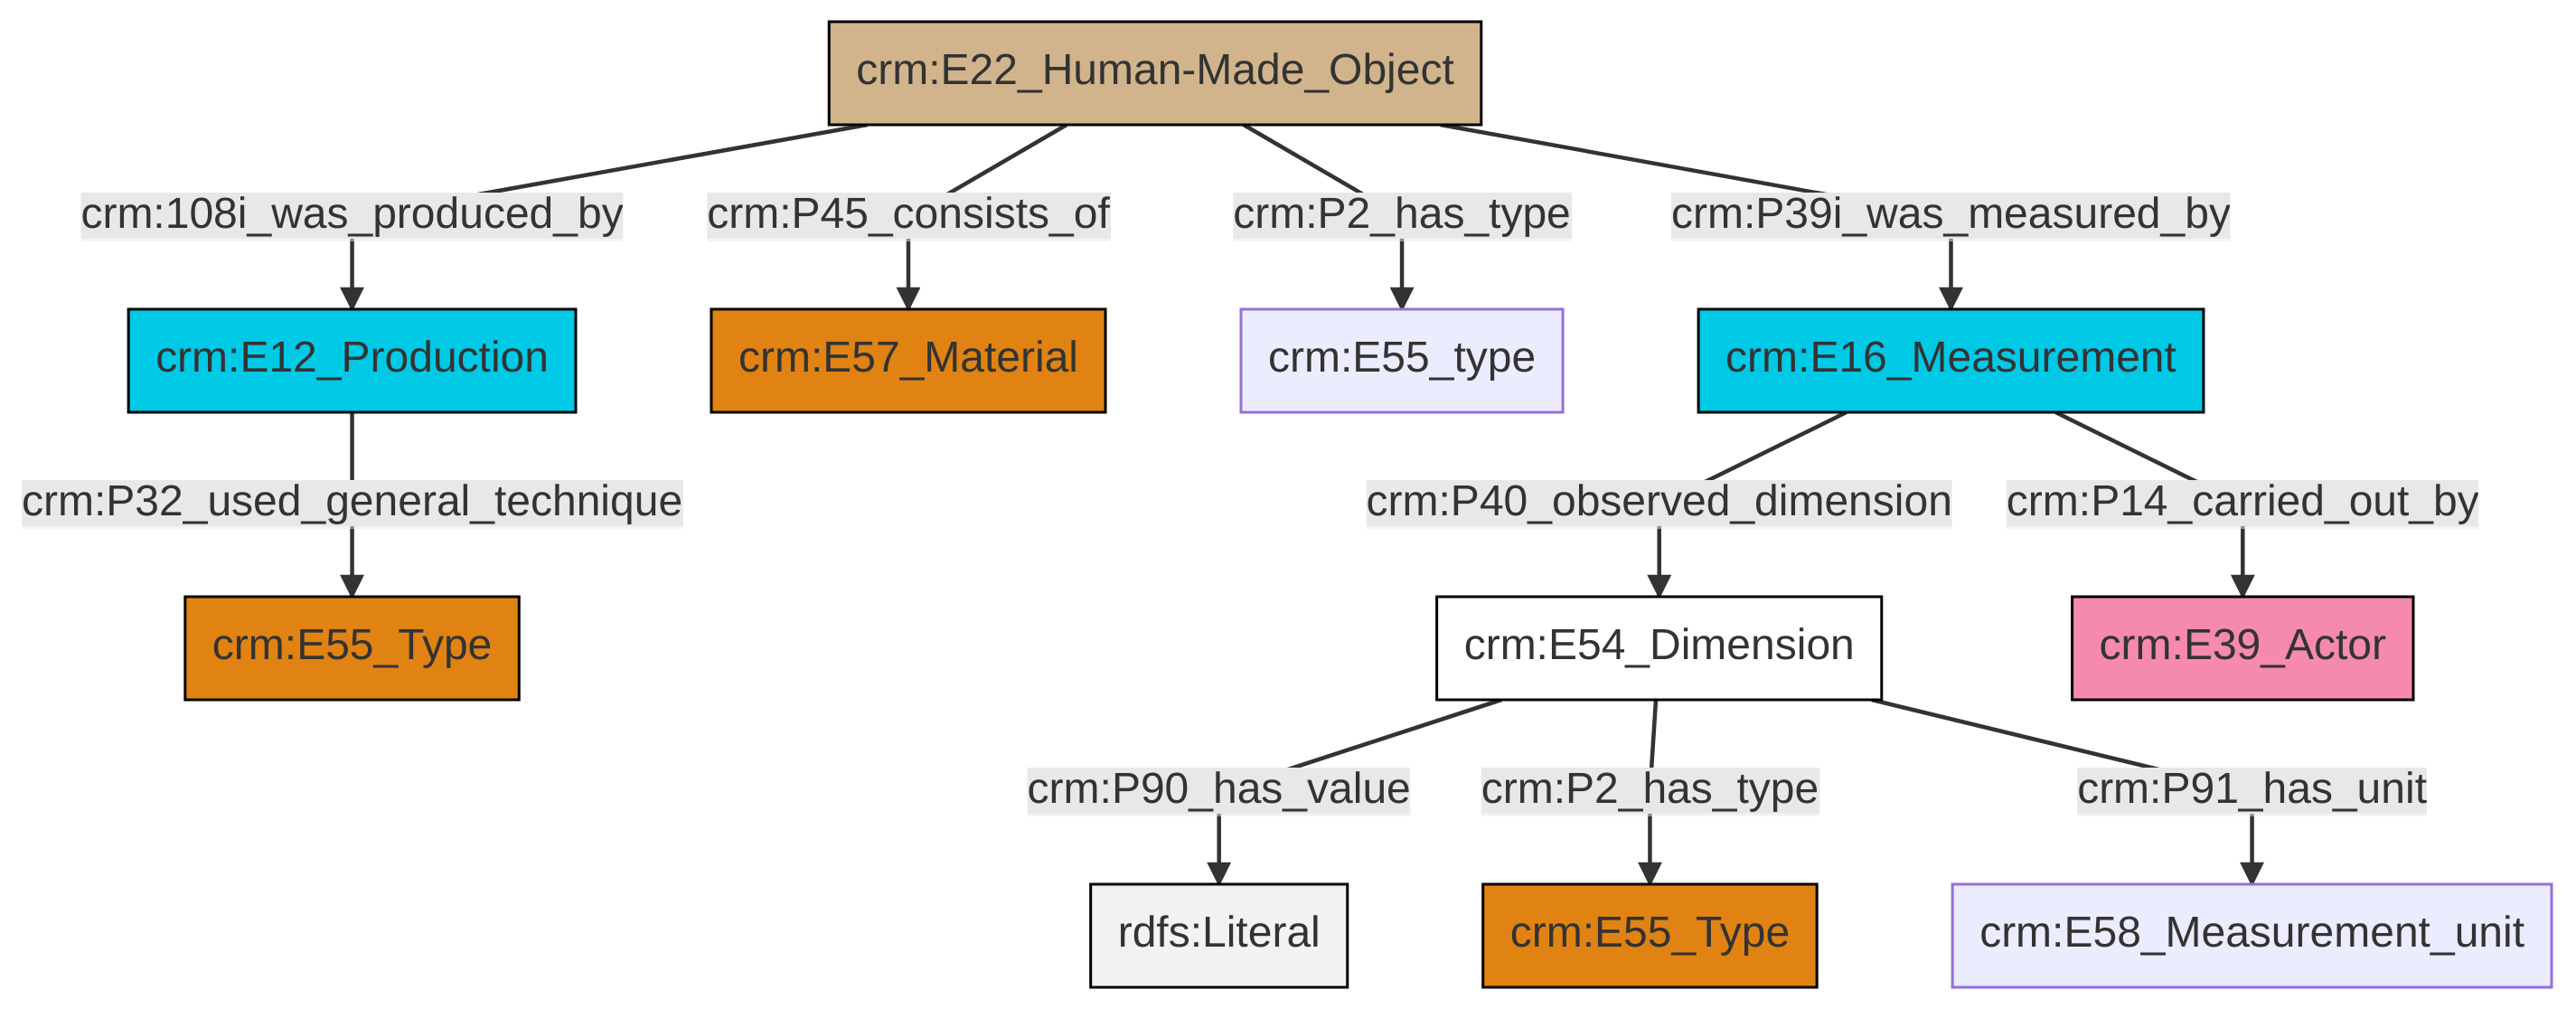 crm:E22_Human-Made_Object
crm:108i_was_produced_by
crm:P45_consists_of
crm:P2_has_type
crm:P39i_was_measured_by
crm:E12_Production
crm:E57_Material
crm:E55_type
crm:E16_Measurement
crm:P32_used_general_technique
crm:P40_observed_dimension
crm:P14_carried_out_by
crm:E55_Type
crm:E54_Dimension
crm:E39_Actor
crm:P90_has_value
crm:P2_has_type
crm:P91_has_unit
rdfs:Literal
crm:E55_Type
crm:E58_Measurement_unit